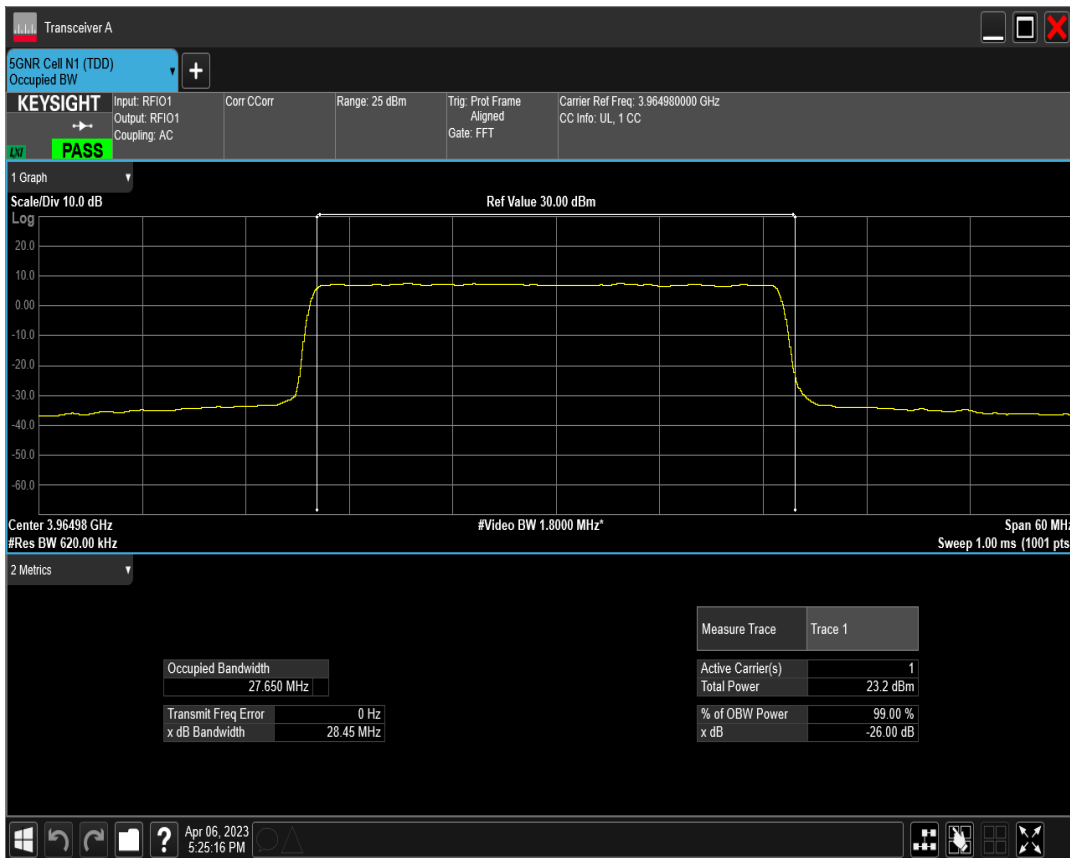 Transceiver A
5GNR Cell N1 (TDD)
Occupied BW
KEYSIGHT
LXI
PASS
Input: RFIO1
Output: RFIO1
Coupling: AC
Corr CCorr
Range: 25 dBm
Trig: Prot Frame
Aligned
Gate: FFT
Carrier Ref Freq: 3.964980000 GHz
CC Info: UL, 1 CC
1 Graph
Scale/Div 10.0 dB
Ref Value 30.00 dBm
Log
20.0
10.0
0.00
-10.0
-20.0
-30.0
-40.0
-50.0
-60.0
Center 3.96498 GHz
#Video BW 1.8000 MHz*
Span 60 MHz
#Res BW 620.00 kHz
Sweep 1.00 ms (1001 pts
2 Metrics
Measure Trace Trace 1
Occupied Bandwidth
27.650 MHz
Active Carrier(s) 1
Total Power 23.2 dBm
Transmit Freq Error 0 Hz
x dB Bandwidth 28.45 MHz
% of OBW Power 99.00 %
x dB -26.00 dB
?
Apr 06, 2023
5:25:16 PM